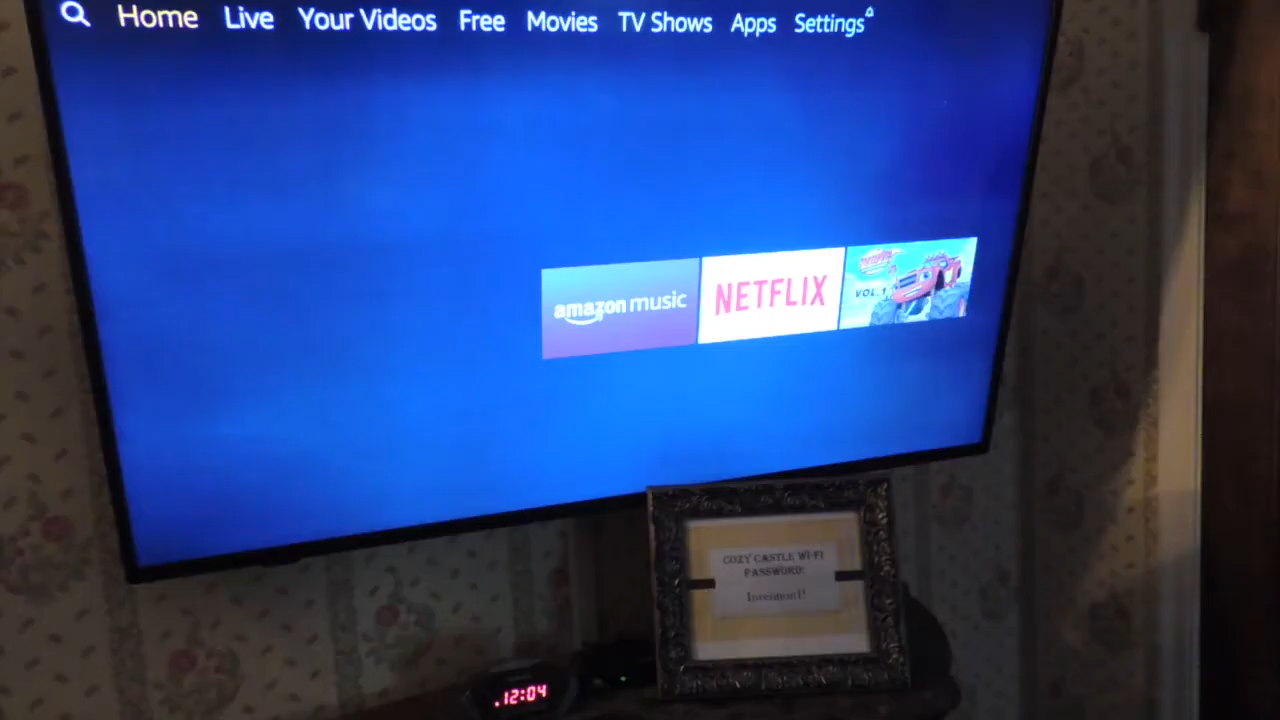 Home Live Your Videos Free Movies TV Shows Apps Settings
amazon music
NETFLIX
VOL. 1
COZY CASTLE WI-FI
PASSWORD:
Invention1!
12:04